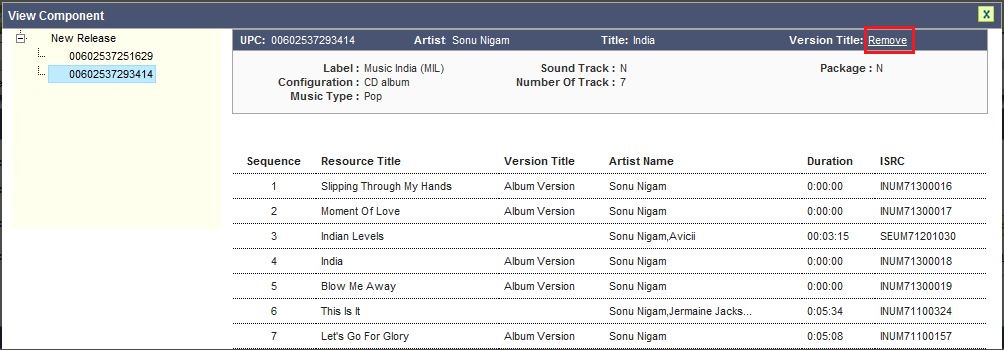 View Component X
New Release
00602537251629
00602537293414
UPC: 00602537293414 Artist Sonu Nigam Title: India Version Title: Remove
Label : Music India (MIL) Sound Track : N Package : N
Configuration : CD album Number Of Track : 7
Music Type : Pop
Sequence Resource Title Version Title Artist Name Duration ISRC
1 Slipping Through My Hands Album Version Sonu Nigam 0:00:00 INUM71300016
2 Moment Of Love Album Version Sonu Nigam 0:00:00 INUM71300017
3 Indian Levels Sonu Nigam,Avicii 00:03:15 SEUM71201030
4 India Album Version Sonu Nigam 0:00:00 INUM71300018
5 Blow Me Away Album Version Sonu Nigam 0:00:00 INUM71300019
6 This Is It Sonu Nigam,Jermaine Jacks... 0:05:34 INUM71100324
7 Let's Go For Glory Album Version Sonu Nigam 0:05:08 INUM71100157